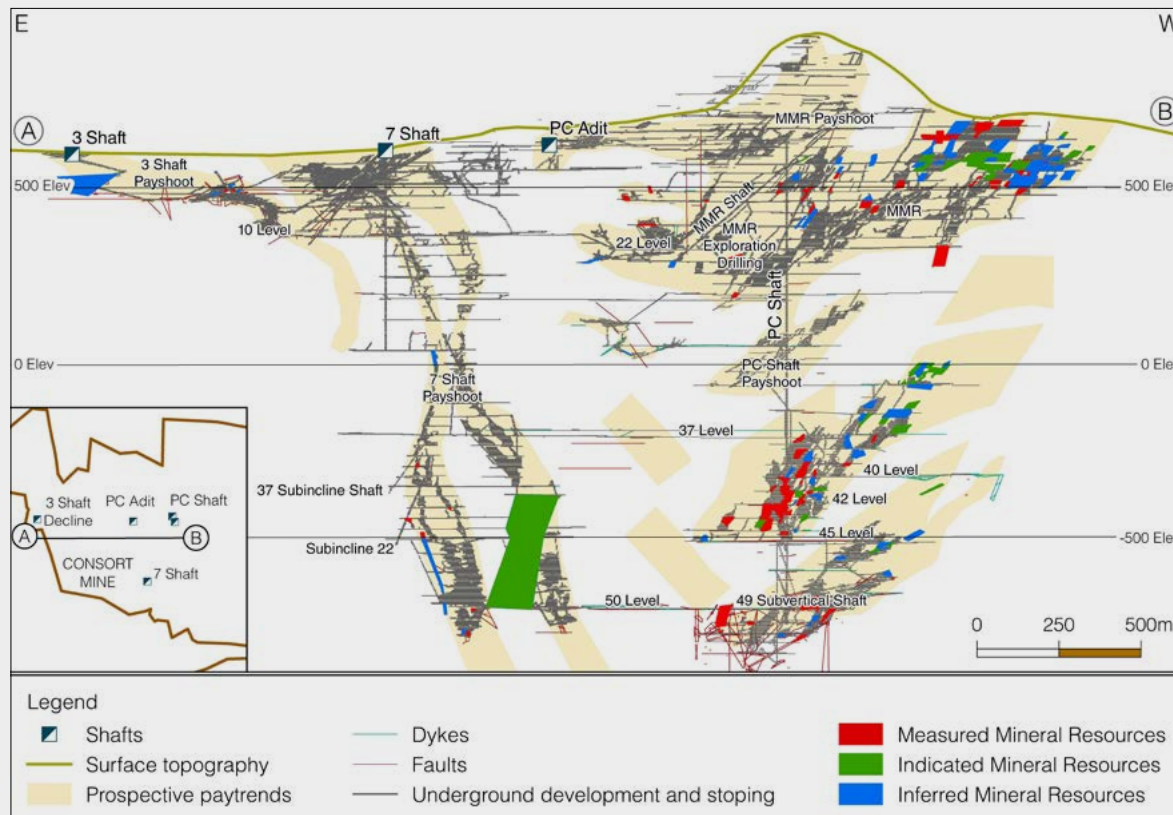 E
W
A
B
3 Shaft
7 Shaft
PC Adit
MMR Payshoot
3 Shaft
Payshoot
500 Elev
500 Ele
10 Level
22 Level
MMR Shaft
MMR
Exploration
Drilling
MMR
PC Shaft
0 Elev
0 Elev
PC Shaft
Payshoot
7 Shaft
Payshoot
37 Level
37 Subincline Shaft
40 Level
42 Level
45 Level
Subincline 22
-500 Ele
50 Level
49 Subvertical Shaft
0
250
500m
3 Shaft
Decline
PC Adit
PC Shaft
A
B
CONSORT
MINE
7 Shaft
Legend
Shafts
Surface topography
Prospective paytrends
Dykes
Faults
Underground development and stoping
Measured Mineral Resources
Indicated Mineral Resources
Inferred Mineral Resources